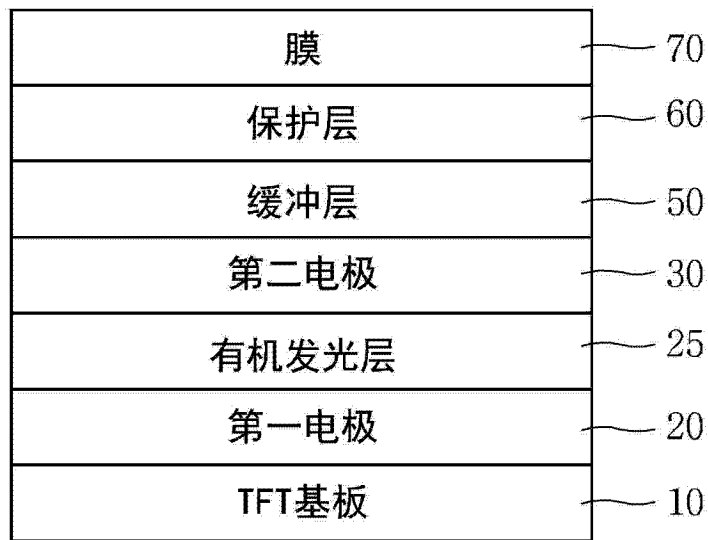 膜 70
保护层 60
缓冲层 50
第二电极 30
有机发光层 25
第一电极 20
TFT基板 10